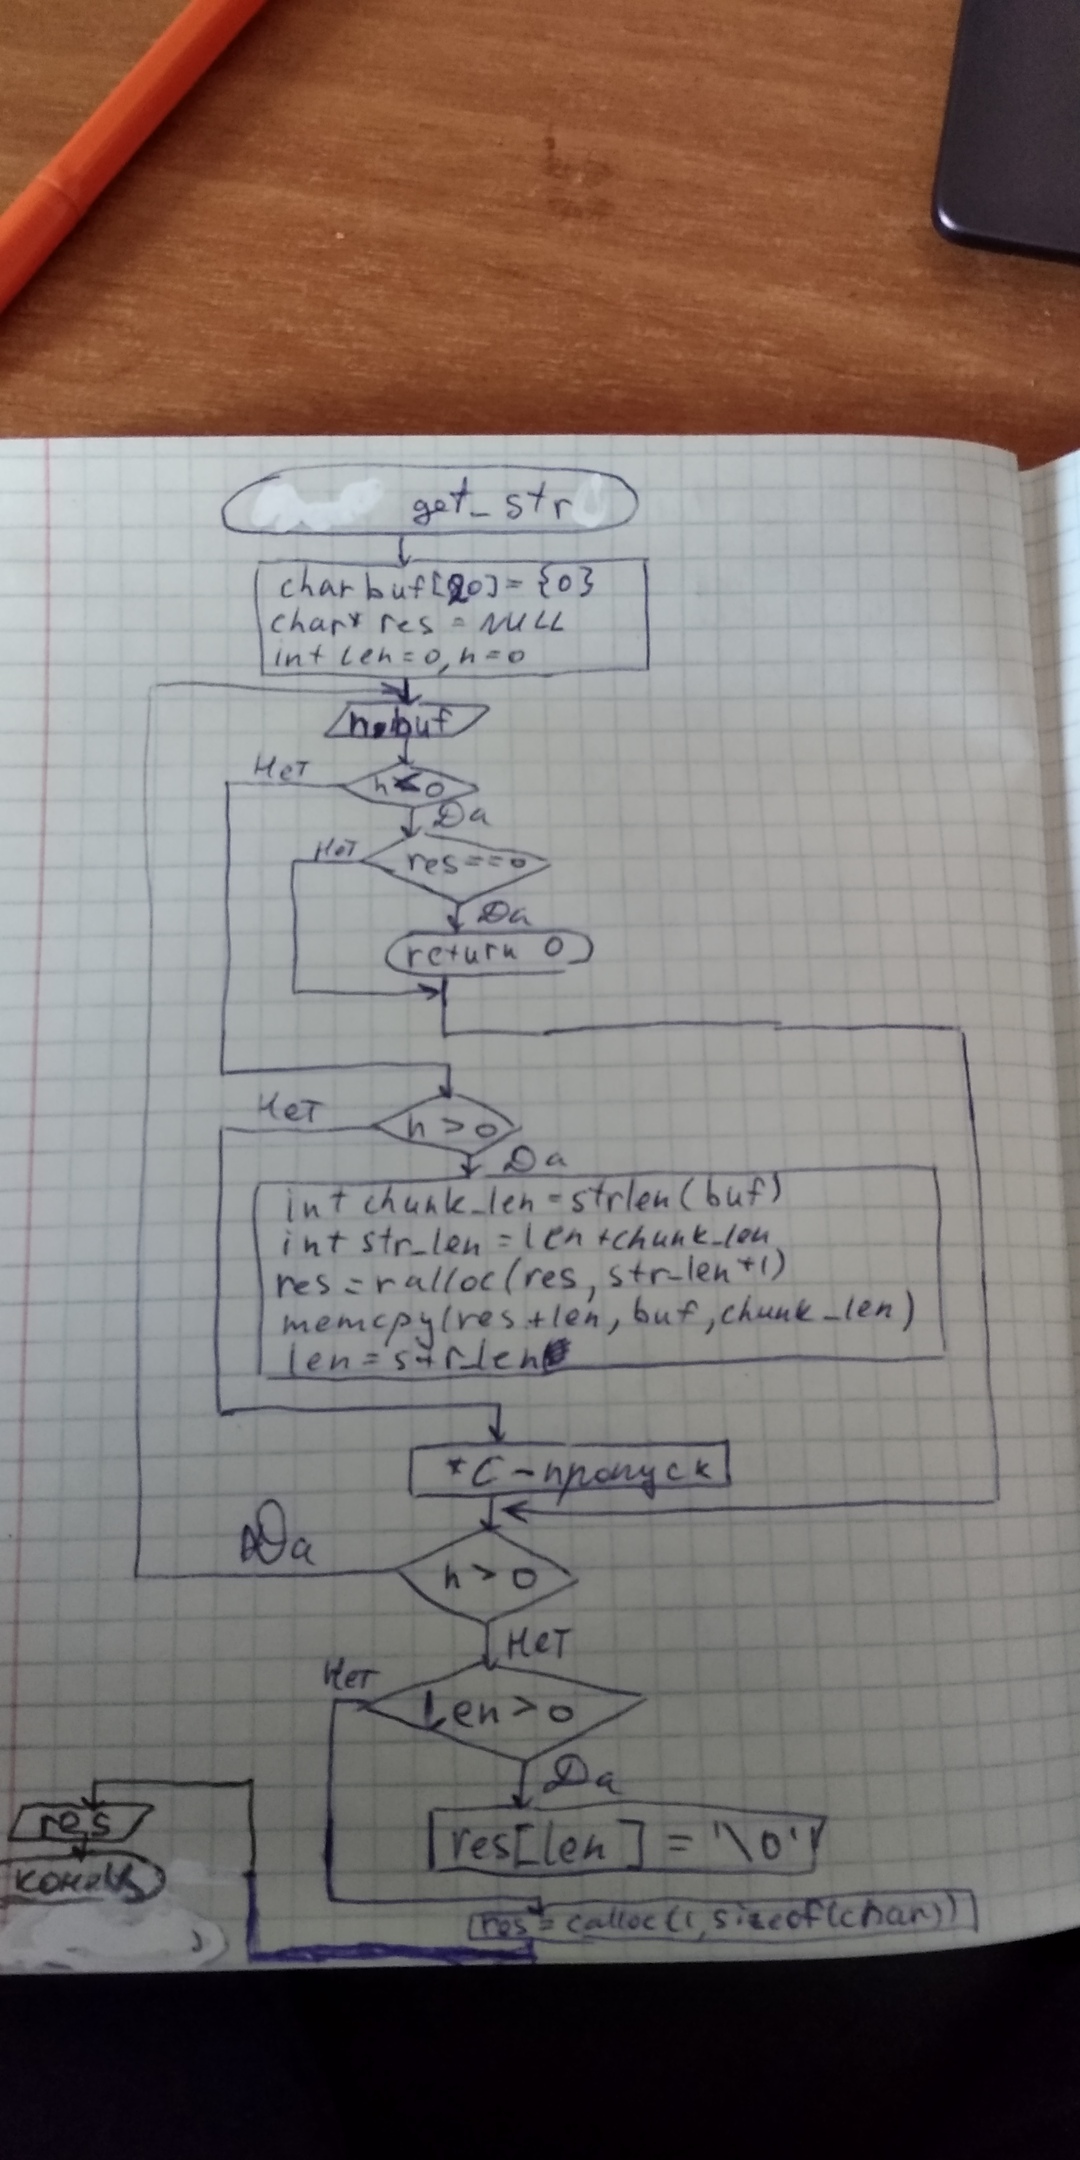 get_str
char buf[20] = {0}
char* res = NULL
int len=0, n=0
n, buf
Нет
n<0
Да
Нет
res==0
Да
return 0
Нет
n>0
Да
int chunk_len = strlen(buf)
int str_len = len+chunk_len
res = ralloc(res, str_len+1)
memcpy(res+len, buf, chunk_len)
len = str_len
*C - пропуск
Да
n>0
Нет
Нет
Len>0
Да
res[len] = '\0'
res
конец
res = calloc(1, sizeof(char))